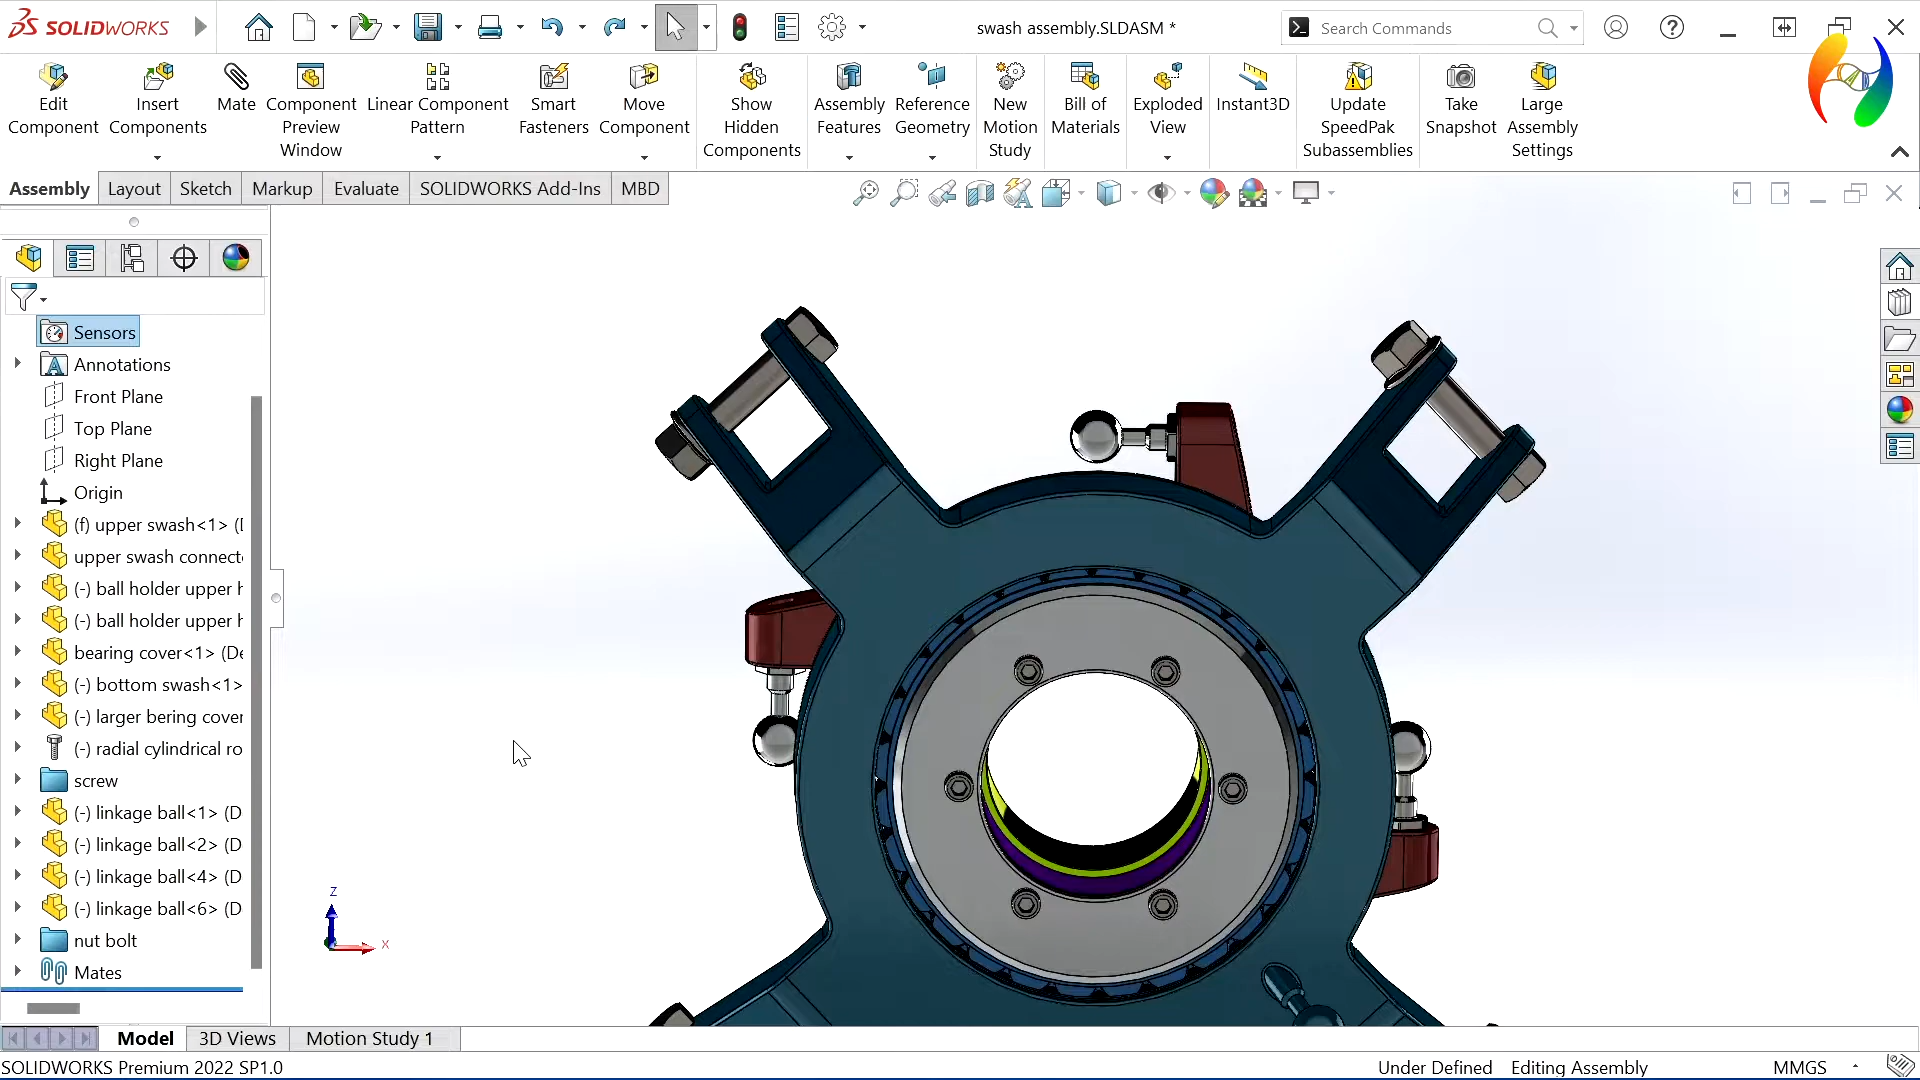 SOLIDWORKS
swash assembly.SLDASM *
Search Commands
Edit Component
Insert Components
Mate
Component Preview Window
Linear Component Pattern
Smart Fasteners
Move Component
Show Hidden Components
Assembly Features
Reference Geometry
New Motion Study
Bill of Materials
Exploded View
Instant3D
Update SpeedPak Subassemblies
Take Snapshot
Large Assembly Settings
Assembly
Layout
Sketch
Markup
Evaluate
SOLIDWORKS Add-Ins
MBD
Sensors
Annotations
Front Plane
Top Plane
Right Plane
Origin
(f) upper swash<1> (
upper swash connect
(-) ball holder upper
(-) ball holder upper
bearing cover<1> (De
(-) bottom swash<1>
(-) larger bering cover
(-) radial cylindrical ro
screw
(-) linkage ball<1> (D
(-) linkage ball<2> (D
(-) linkage ball<4> (D
(-) linkage ball<6> (D
nut bolt
Mates
Z
X
Model
3D Views
Motion Study 1
SOLIDWORKS Premium 2022 SP1.0
Under Defined
Editing Assembly
MMGS